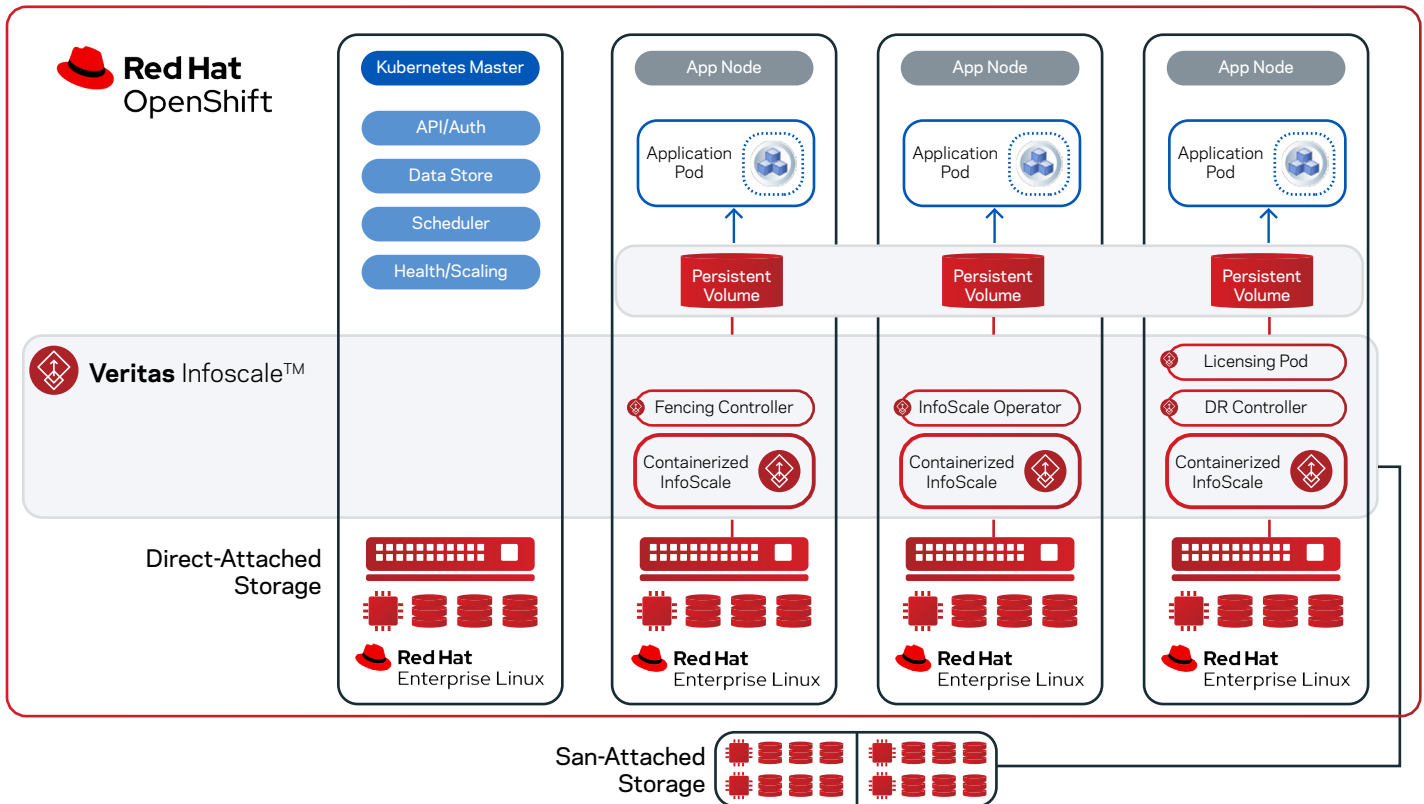 Red Hat
OpenShift
Kubernetes Master
API/Auth
Data Store
Scheduler
Health/Scaling
App Node
App Node
App Node
Application
Pod
Application
Pod
Application
Pod
Persistent
Volume
Persistent
Volume
Persistent
Volume
Veritas Infoscale™
Licensing Pod
Fencing Controller
InfoScale Operator
DR Controller
Containerized
InfoScale
Containerized
InfoScale
Containerized
InfoScale
Direct-Attached
Storage
Red Hat
Enterprise Linux
Red Hat
Enterprise Linux
Red Hat
Enterprise Linux
Red Hat
Enterprise Linux
San-Attached
Storage